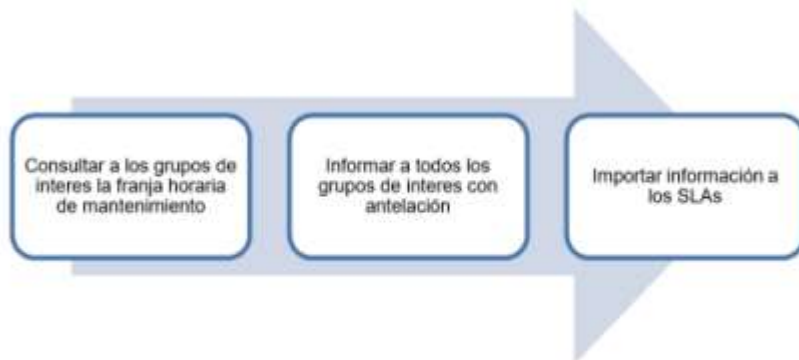 Consultar a los grupos de
interes la franja horaria
de mantenimiento
Informar a todos los
grupos de interes con
antelación
Importar información a
los SLAs